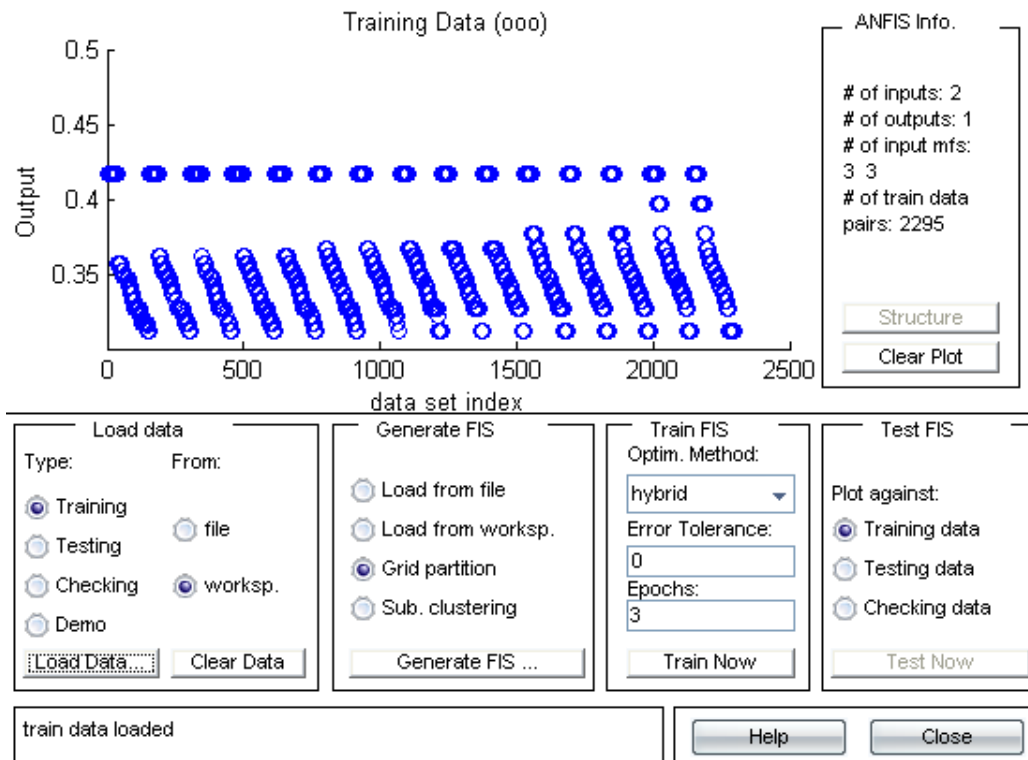 Training Data (ooo)
0.5
0.45
0.4
0.35
Output
0
500
1000
1500
2000
2500
data set index
ANFIS Info.
# of inputs: 2
# of outputs: 1
# of input mfs:
3 3
# of train data
pairs: 2295
Structure
Clear Plot
Load data
Type:
From:
Training
Testing
Checking
Demo
file
worksp.
Load Data...
Clear Data
Generate FIS
Load from file
Load from worksp.
Grid partition
Sub. clustering
Generate FIS ...
Train FIS
Optim. Method:
hybrid
Error Tolerance:
0
Epochs:
3
Train Now
Test FIS
Plot against:
Training data
Testing data
Checking data
Test Now
train data loaded
Help
Close